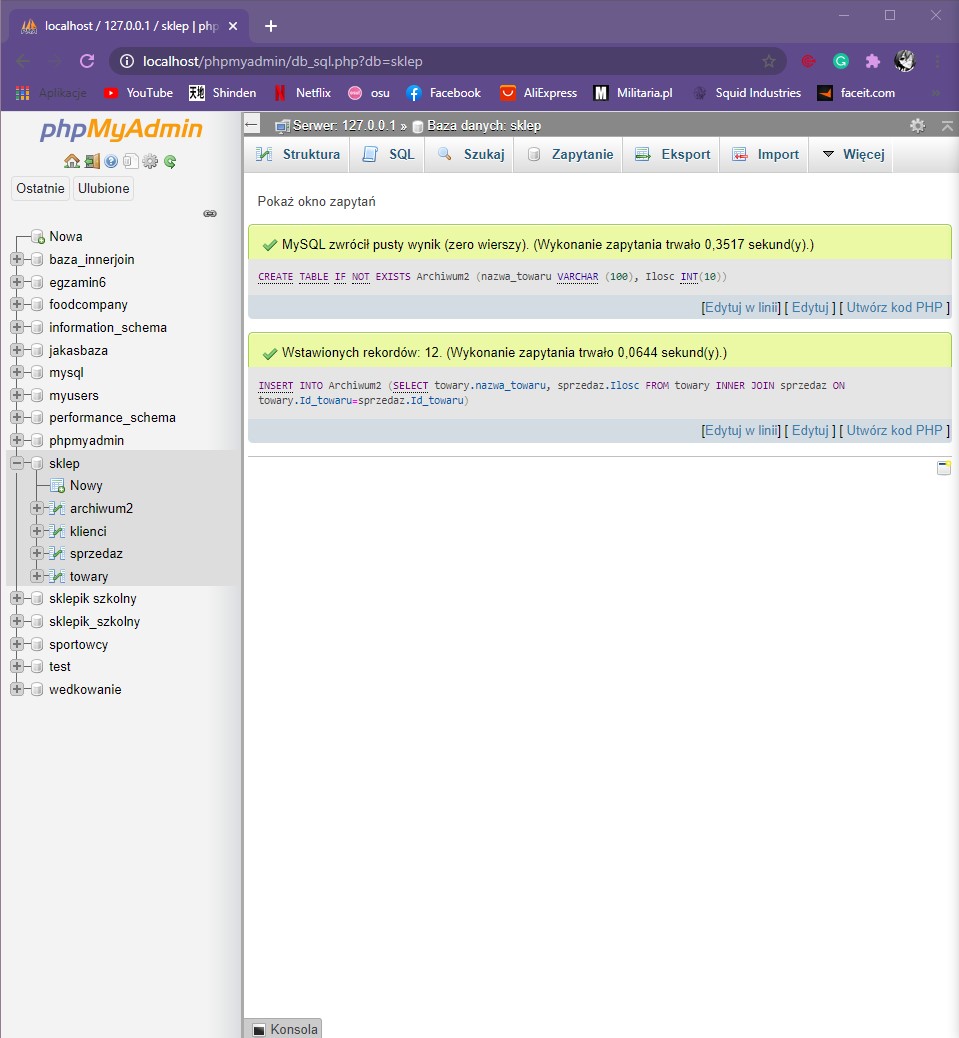 localhost / 127.0.0.1 / sklep | php
localhost/phpmyadmin/db_sql.php?db=sklep
Aplikacje YouTube 天地 Shinden Netflix osu Facebook AliExpress M Militaria.pl Squid Industries faceit.com
phpMyAdmin
Ostatnie Ulubione
Nowa
baza_innerjoin
egzamin6
foodcompany
information_schema
jakasbaza
mysql
myusers
performance_schema
phpmyadmin
sklep
Nowy
archiwum2
klienci
sprzedaz
towary
sklepik szkolny
sklepik_szkolny
sportowcy
test
wedkowanie
Serwer: 127.0.0.1 » Baza danych: sklep
Struktura SQL Szukaj Zapytanie Eksport Import Więcej
Pokaż okno zapytań
MySQL zwrócił pusty wynik (zero wierszy). (Wykonanie zapytania trwało 0,3517 sekund(y).)
CREATE TABLE IF NOT EXISTS Archiwum2 (nazwa_towaru VARCHAR (100), Ilosc INT(10))
[Edytuj w linii] [ Edytuj ] [ Utwórz kod PHP ]
Wstawionych rekordów: 12. (Wykonanie zapytania trwało 0,0644 sekund(y).)
INSERT INTO Archiwum2 (SELECT towary.nazwa_towaru, sprzedaz.Ilosc FROM towary INNER JOIN sprzedaz ON
towary.Id_towaru=sprzedaz.Id_towaru)
[Edytuj w linii] [ Edytuj ] [ Utwórz kod PHP ]
Konsola